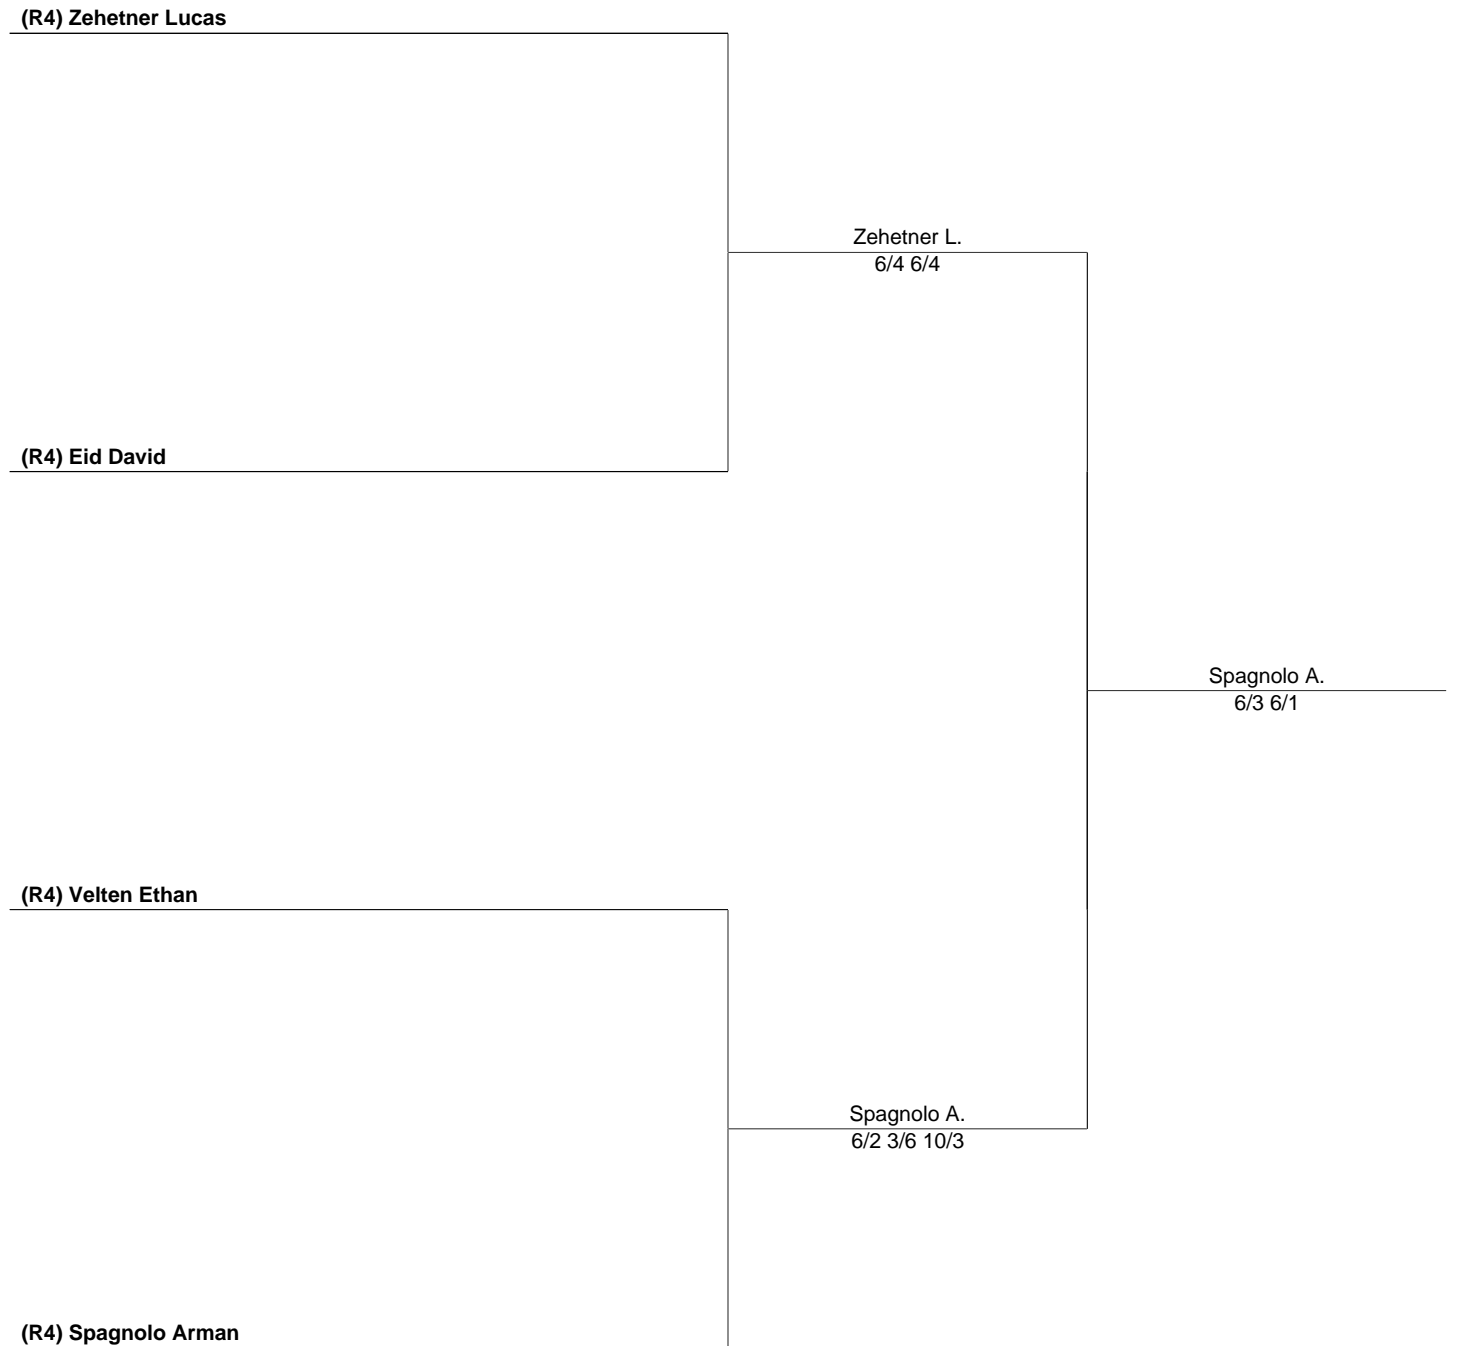 (R4) Zehetner Lucas
Zehetner L.
6/4 6/4
(R4) Eid David
Spagnolo A.
6/3 6/1
(R4) Velten Ethan
Spagnolo A.
6/2 3/6 10/3
(R4) Spagnolo Arman